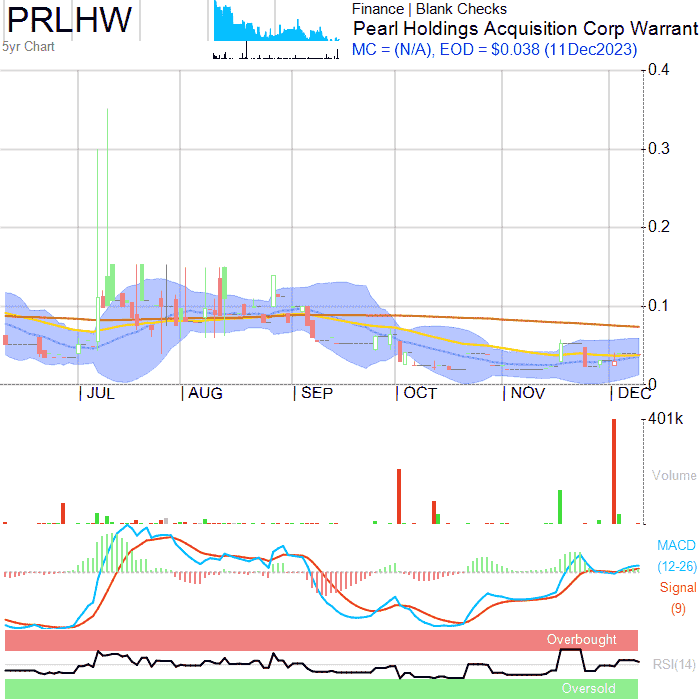 PRLHW
5yr Chart
Finance | Blank Checks
Pearl Holdings Acquisition Corp Warrant
MC = (N/A), EOD = $0.038 (11Dec2023)
0.4
0.3
0.2
0.1
0
JUL
AUG
SEP
OCT
NOV
DEC
401k
Volume
MACD
(12-26)
Signal
(9)
Overbought
RSI(14)
Oversold